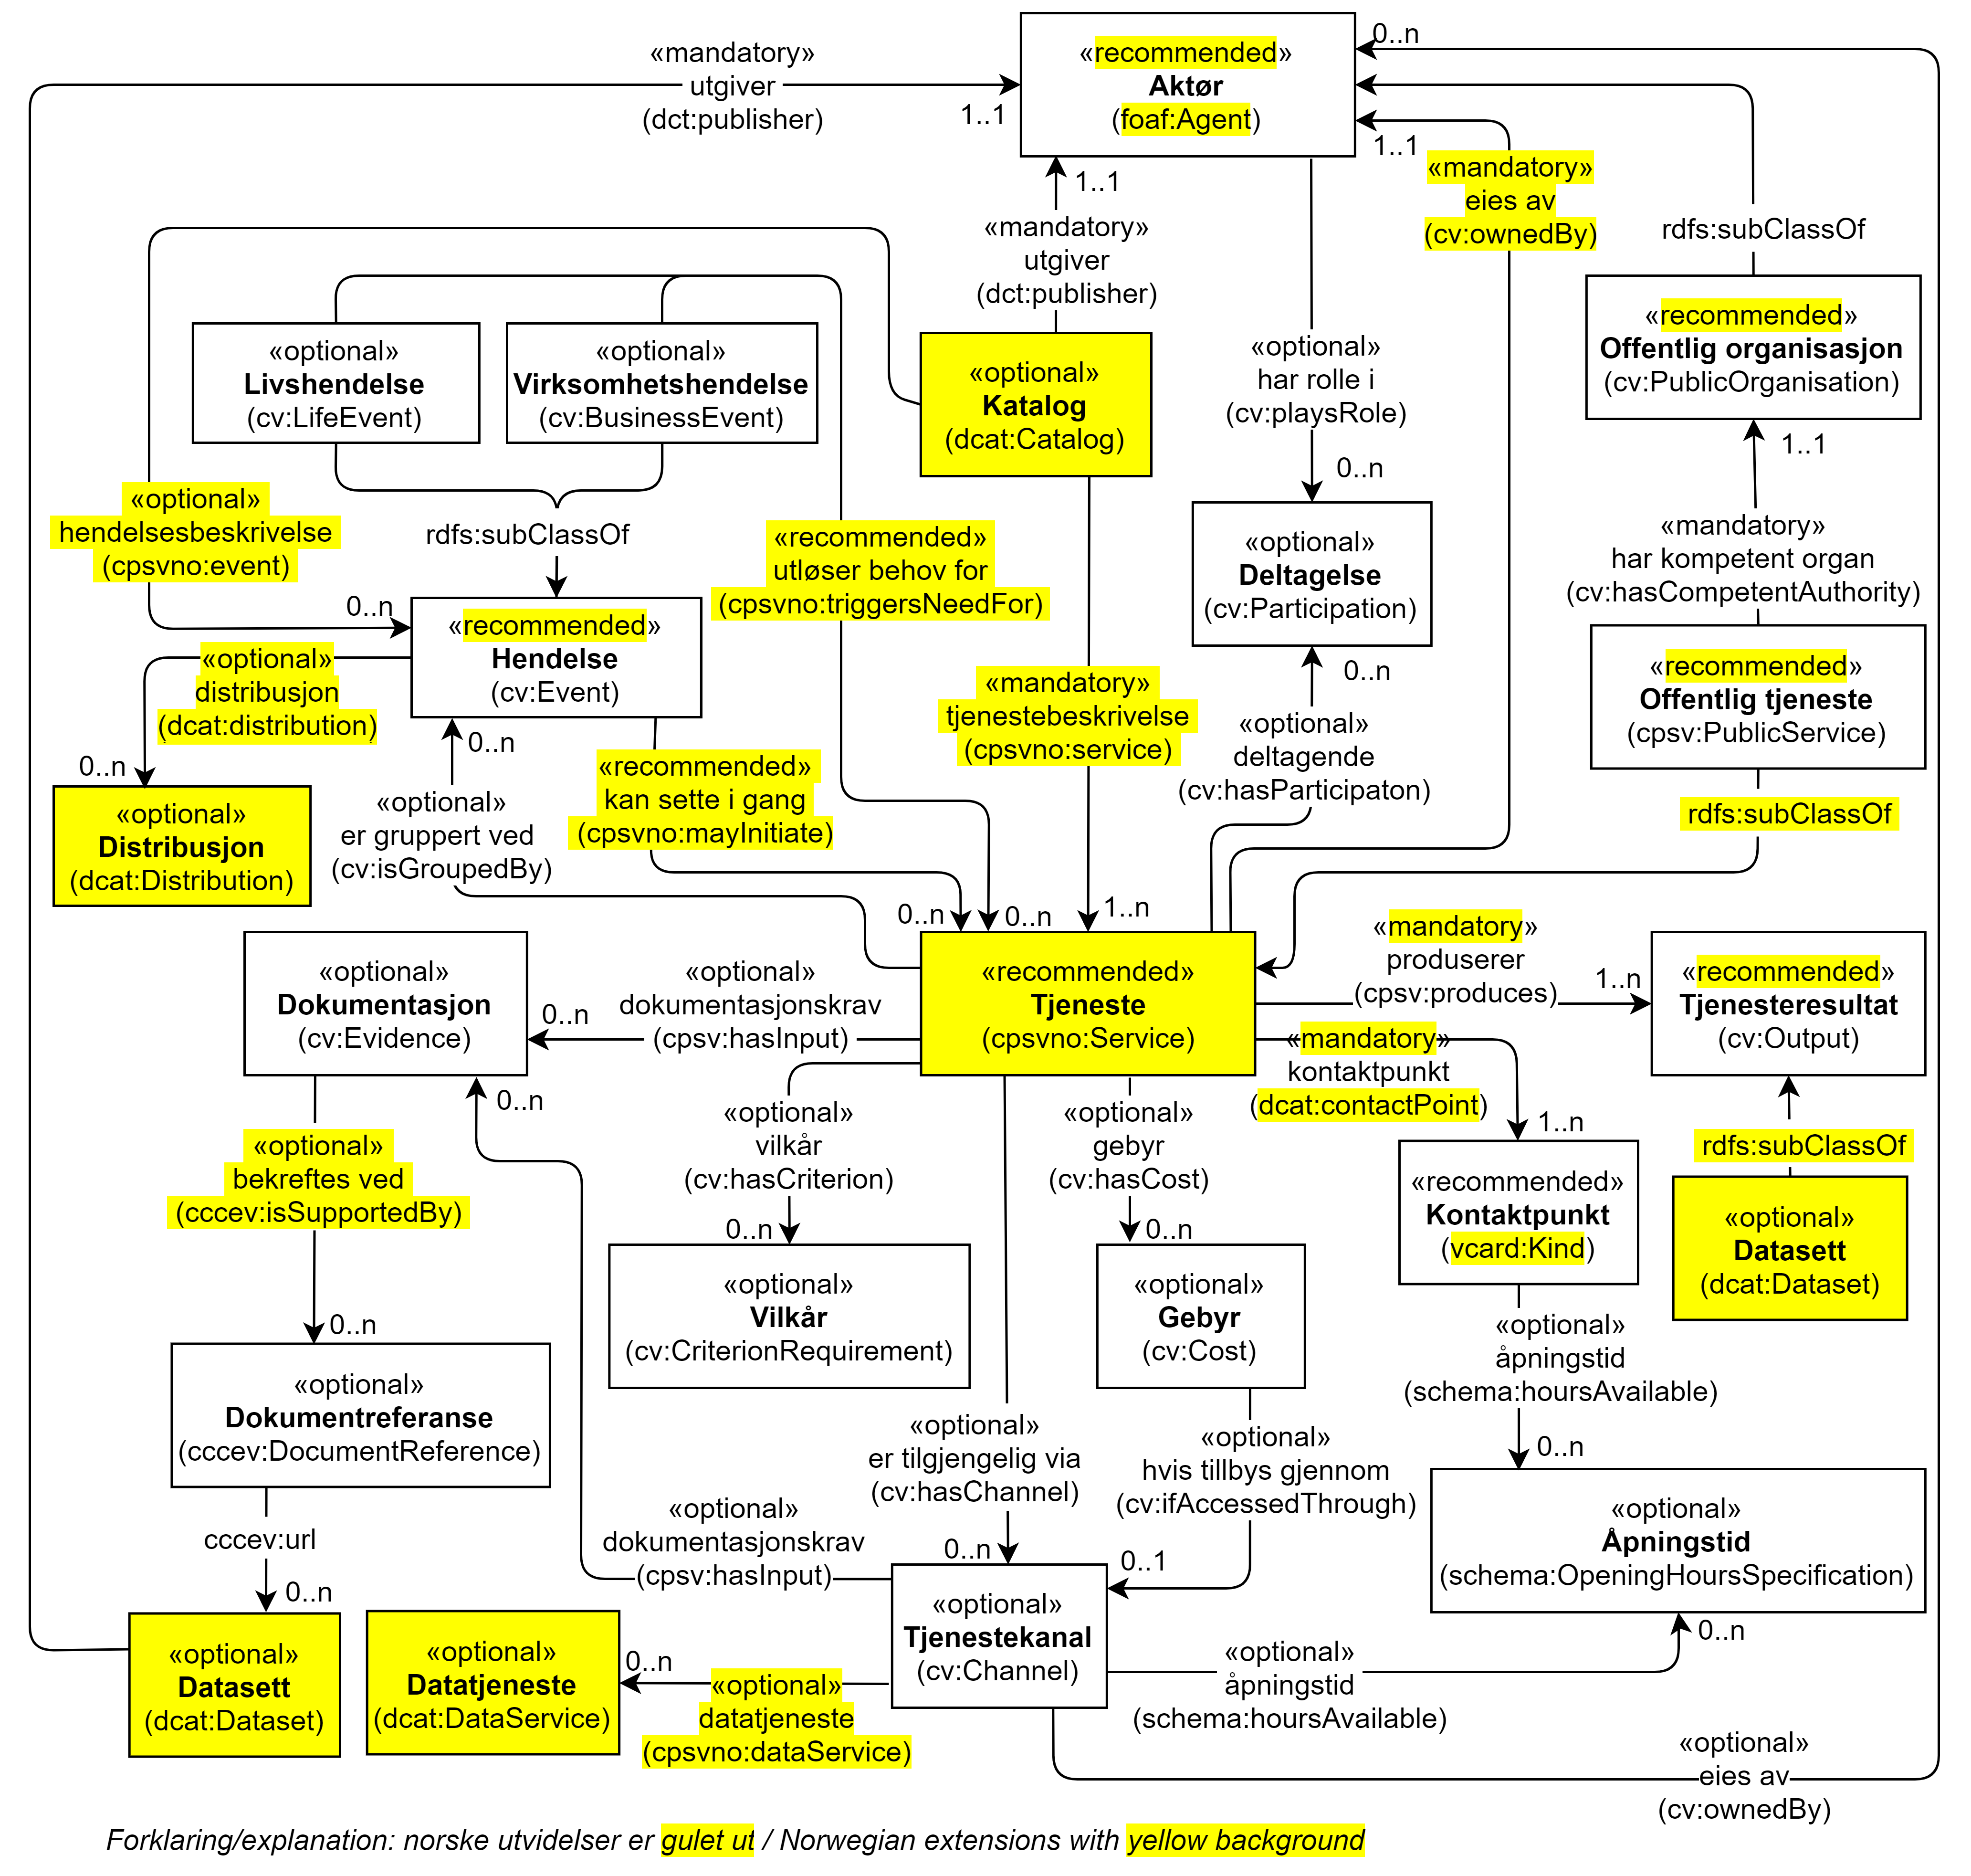 «mandatory»
utgiver
(dct:publisher)
1..1
«recommended»
Aktør
(foaf:Agent)
0..n
1..1
«mandatory»
eies av
(cv:ownedBy)
rdfs:subClassOf
1..1
«mandatory»
utgiver
(dct:publisher)
«optional»
Livshendelse
(cv:LifeEvent)
«optional»
Virksomhetshendelse
(cv:BusinessEvent)
«optional»
Katalog
(dcat:Catalog)
«optional»
har rolle i
(cv:playsRole)
0..n
«recommended»
Offentlig organisasjon
(cv:PublicOrganisation)
1..1
«optional»
hendelsesbeskrivelse
(cpsvno:event)
0..n
rdfs:subClassOf
«recommended»
utløser behov for
(cpsvno:triggersNeedFor)
«optional»
Deltagelse
(cv:Participation)
0..n
«mandatory»
har kompetent organ
(cv:hasCompetentAuthority)
«recommended»
Hendelse
(cv:Event)
«optional»
distribusjon
(dcat:distribution)
0..n
«mandatory»
tjenestebeskrivelse
(cpsvno:service)
«optional»
deltagende
(cv:hasParticipaton)
«recommended»
Offentlig tjeneste
(cpsv:PublicService)
rdfs:subClassOf
«optional»
Distribusjon
(dcat:Distribution)
0..n
«optional»
er gruppert ved
(cv:isGroupedBy)
«recommended»
kan sette i gang
(cpsvno:mayInitiate)
0..n
0..n
1..n
«optional»
Dokumentasjon
(cv:Evidence)
0..n
«optional»
dokumentasjonskrav
(cpsv:hasInput)
«recommended»
Tjeneste
(cpsvno:Service)
«mandatory»
produserer
(cpsv:produces)
1..n
«recommended»
Tjenesteresultat
(cv:Output)
«mandatory»
kontaktpunkt
(dcat:contactPoint)
1..n
0..n
«optional»
bekreftes ved
(cccev:isSupportedBy)
0..n
«optional»
vilkår
(cv:hasCriterion)
0..n
«optional»
gebyr
(cv:hasCost)
0..n
rdfs:subClassOf
«recommended»
Kontaktpunkt
(vcard:Kind)
«optional»
Datasett
(dcat:Dataset)
«optional»
Vilkår
(cv:CriterionRequirement)
«optional»
Gebyr
(cv:Cost)
«optional»
åpningstid
(schema:hoursAvailable)
0..n
«optional»
Dokumentreferanse
(cccev:DocumentReference)
«optional»
er tilgjengelig via
(cv:hasChannel)
0..n
«optional»
hvis tillbys gjennom
(cv:ifAccessedThrough)
0..1
cccev:url
0..n
«optional»
dokumentasjonskrav
(cpsv:hasInput)
«optional»
Åpningstid
(schema:OpeningHoursSpecification)
0..n
«optional»
Datasett
(dcat:Dataset)
«optional»
Datatjeneste
(dcat:DataService)
0..n
«optional»
datatjeneste
(cpsvno:dataService)
«optional»
Tjenestekanal
(cv:Channel)
«optional»
åpningstid
(schema:hoursAvailable)
«optional»
eies av
(cv:ownedBy)
Forklaring/explanation: norske utvidelser er gulet ut / Norwegian extensions with yellow background